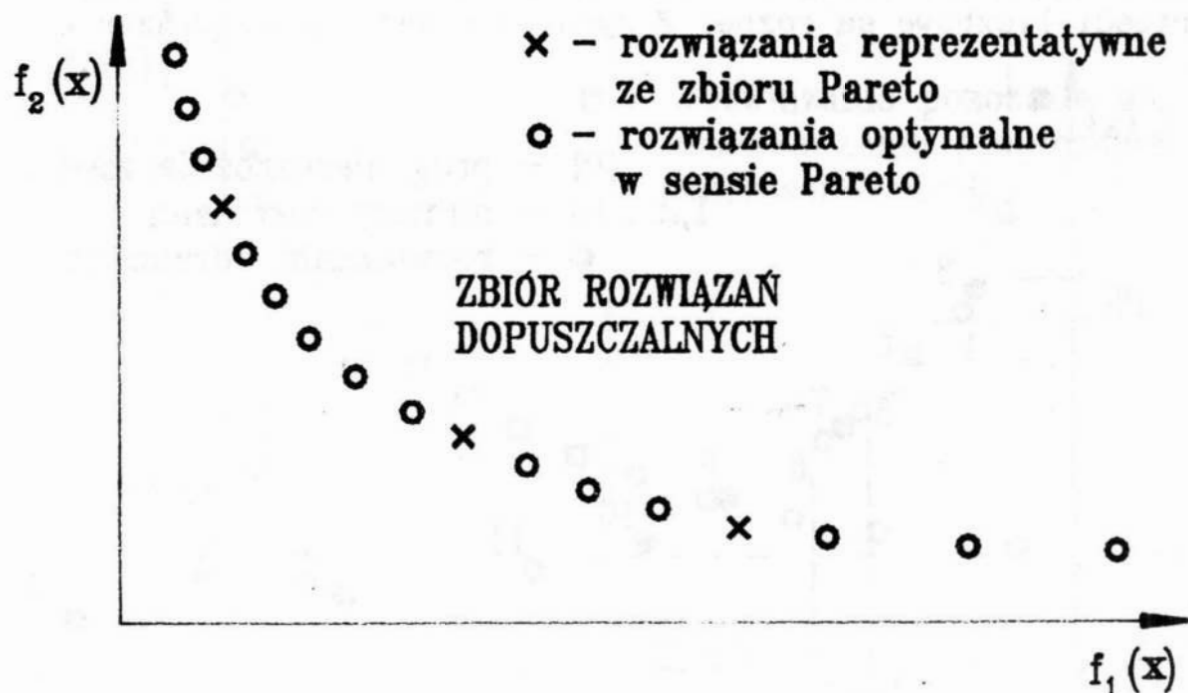 f₂(x)
× – rozwiązania reprezentatywne
ze zbioru Pareto
o – rozwiązania optymalne
w sensie Pareto
ZBIÓR ROZWIĄZAŃ
DOPUSZCZALNYCH
f₁(x)